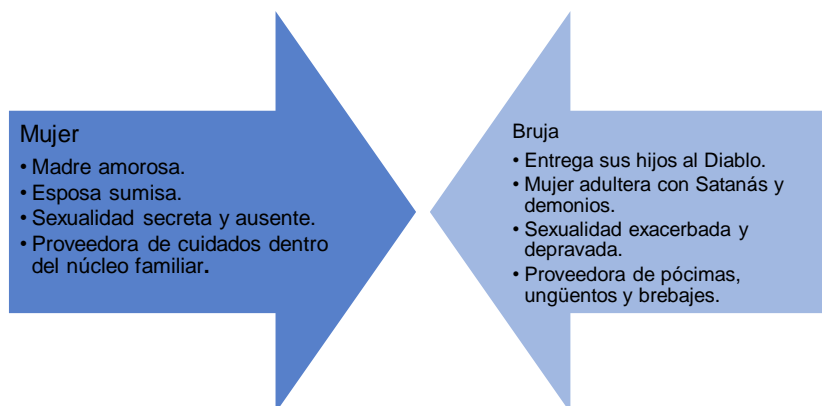 Mujer
• Madre amorosa.
• Esposa sumisa.
• Sexualidad secreta y ausente.
• Proveedora de cuidados dentro
del núcleo familiar.
Bruja
• Entrega sus hijos al Diablo.
• Mujer adultera con Satanás y
demonios.
• Sexualidad exacerbada y
depravada.
• Proveedora de pócimas,
ungüentos y brebajes.